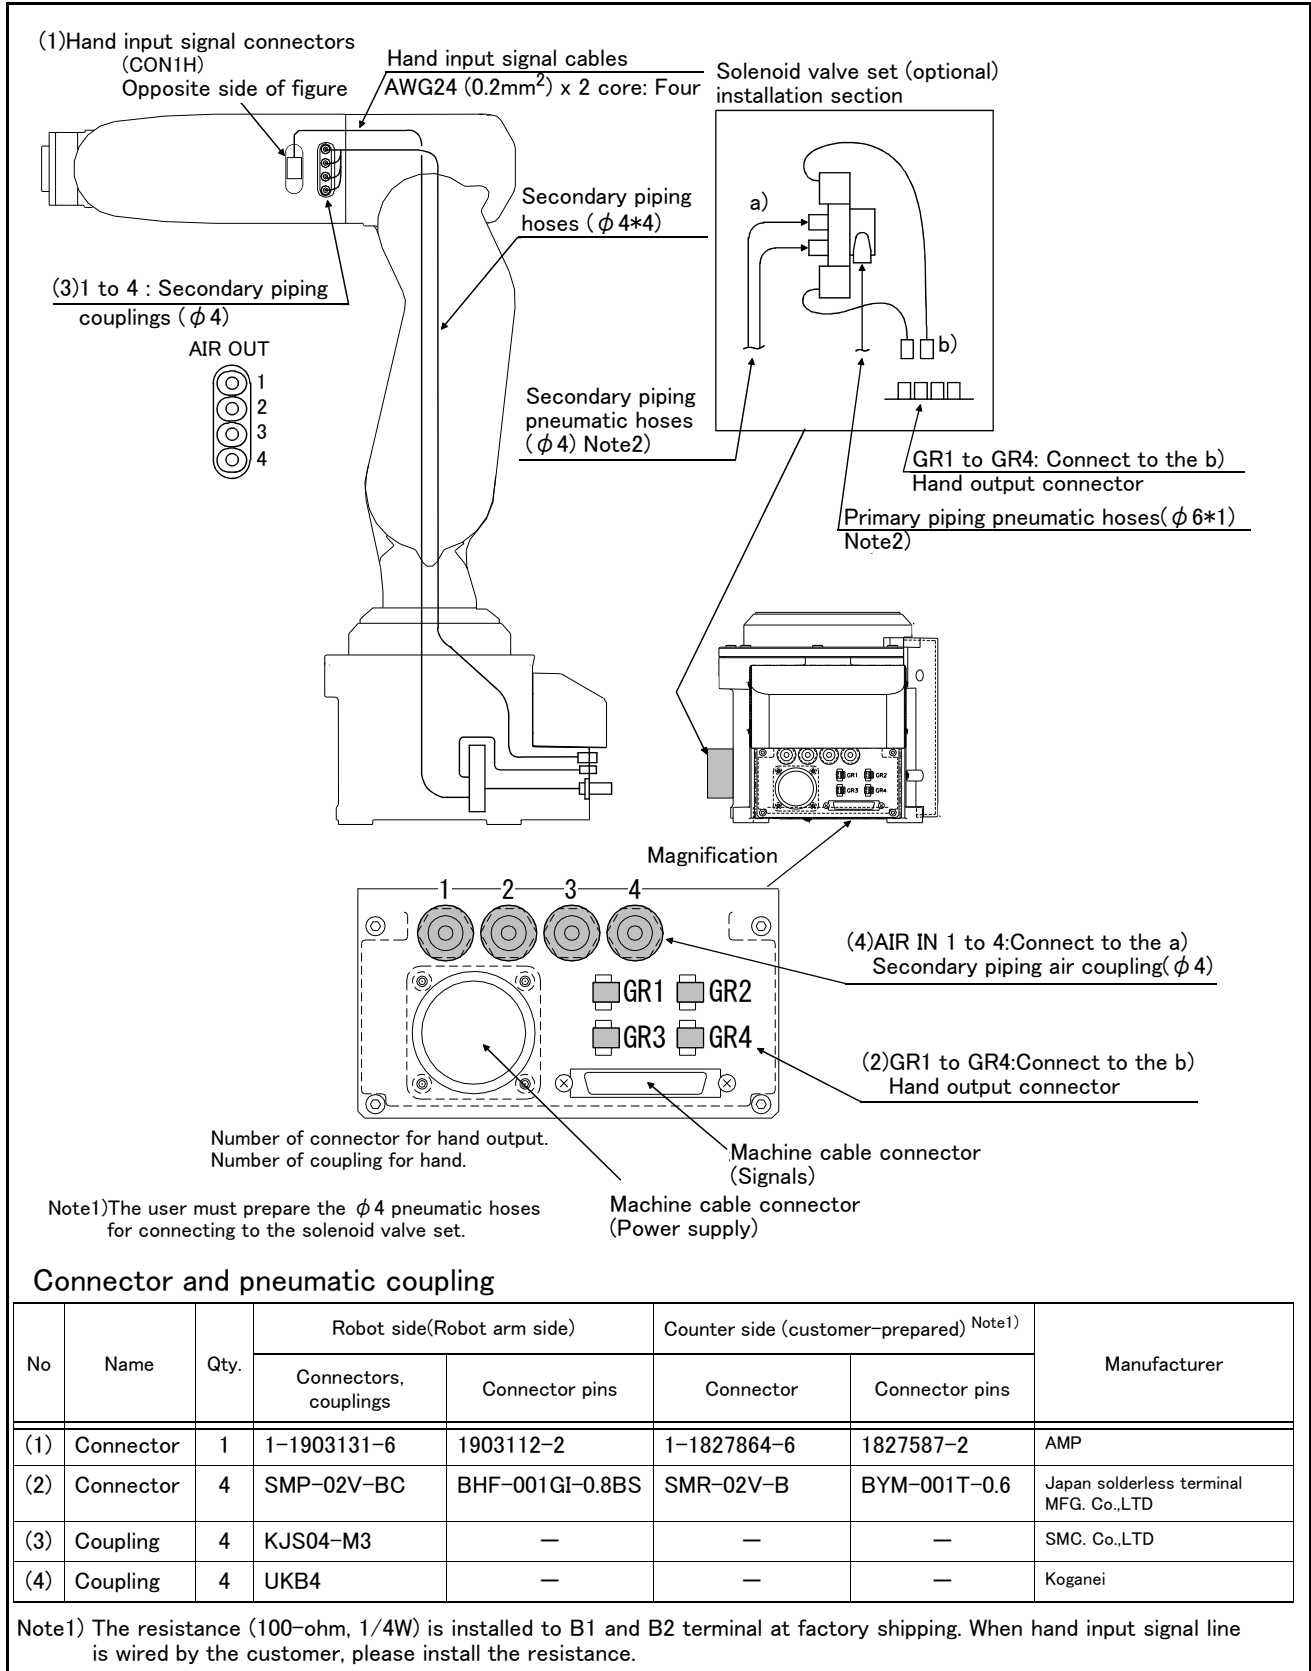 (1)Hand input signal connectors
(CON1H)
Opposite side of figure
Hand input signal cables
AWG24 (0.2mm²) x 2 core: Four
Solenoid valve set (optional)
installation section
a)
Secondary piping
hoses (φ4*4)
(3)1 to 4 : Secondary piping
couplings (φ4)
AIR OUT
1
2
3
4
b)
Secondary piping
pneumatic hoses
(φ4) Note2)
GR1 to GR4: Connect to the b)
Hand output connector
Primary piping pneumatic hoses(φ6*1)
Note2)
GR1 GR2
GR3 GR4
Magnification
1 2 3 4
(4)AIR IN 1 to 4:Connect to the a)
Secondary piping air coupling(φ4)
GR1 GR2
GR3 GR4
(2)GR1 to GR4:Connect to the b)
Hand output connector
Number of connector for hand output.
Number of coupling for hand.
Machine cable connector
(Signals)
Machine cable connector
(Power supply)
Note1)The user must prepare the φ4 pneumatic hoses
for connecting to the solenoid valve set.
Connector and pneumatic coupling
No Name Qty. Robot side(Robot arm side) Counter side (customer-prepared) Note1) Manufacturer
Connectors, couplings Connector pins Connector Connector pins
(1) Connector 1 1-1903131-6 1903112-2 1-1827864-6 1827587-2 AMP
(2) Connector 4 SMP-02V-BC BHF-001GI-0.8BS SMR-02V-B BYM-001T-0.6 Japan solderless terminal MFG. Co.,LTD
(3) Coupling 4 KJS04-M3 — — — SMC. Co.,LTD
(4) Coupling 4 UKB4 — — — Koganei
Note1) The resistance (100-ohm, 1/4W) is installed to B1 and B2 terminal at factory shipping. When hand input signal line
is wired by the customer, please install the resistance.